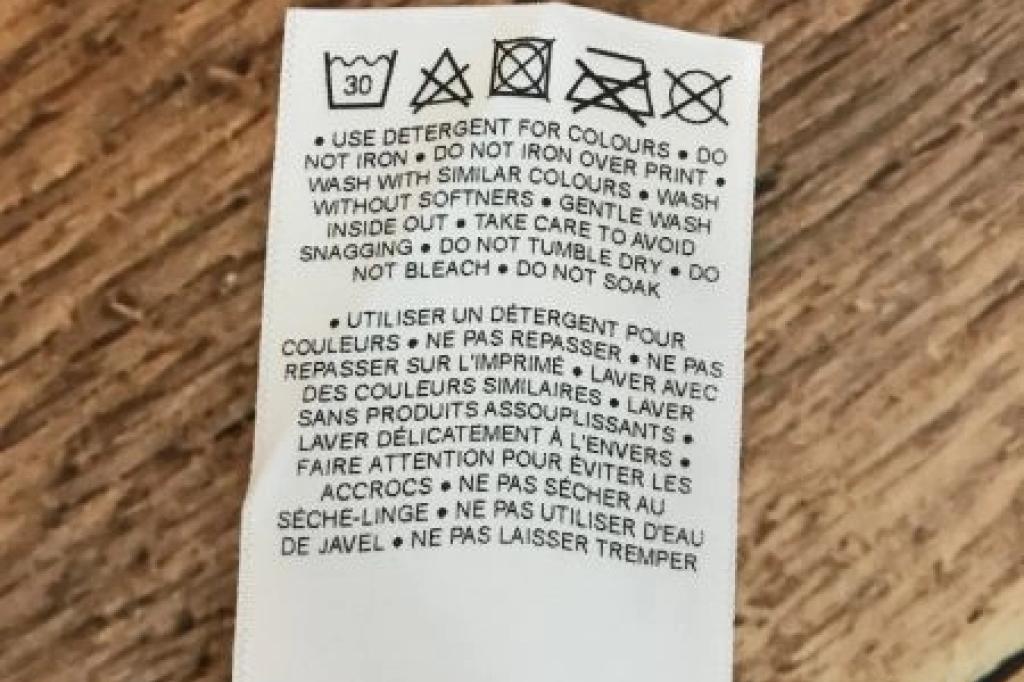 30
• USE DETERGENT FOR COLOURS • DO
NOT IRON • DO NOT IRON OVER PRINT •
WASH WITH SIMILAR COLOURS • WASH
WITHOUT SOFTNERS • GENTLE WASH
INSIDE OUT • TAKE CARE TO AVOID
SNAGGING • DO NOT TUMBLE DRY • DO
NOT BLEACH • DO NOT SOAK
• UTILISER UN DÉTERGENT POUR
COULEURS • NE PAS REPASSER • NE PAS
REPASSER SUR L'IMPRIMÉ • LAVER AVEC
DES COULEURS SIMILAIRES • LAVER
SANS PRODUITS ASSOUPLISSANTS •
LAVER DÉLICATEMENT À L'ENVERS •
FAIRE ATTENTION POUR ÉVITER LES
ACCROCS • NE PAS SÉCHER AU
SÈCHE-LINGE • NE PAS UTILISER D'EAU
DE JAVEL • NE PAS LAISSER TREMPER